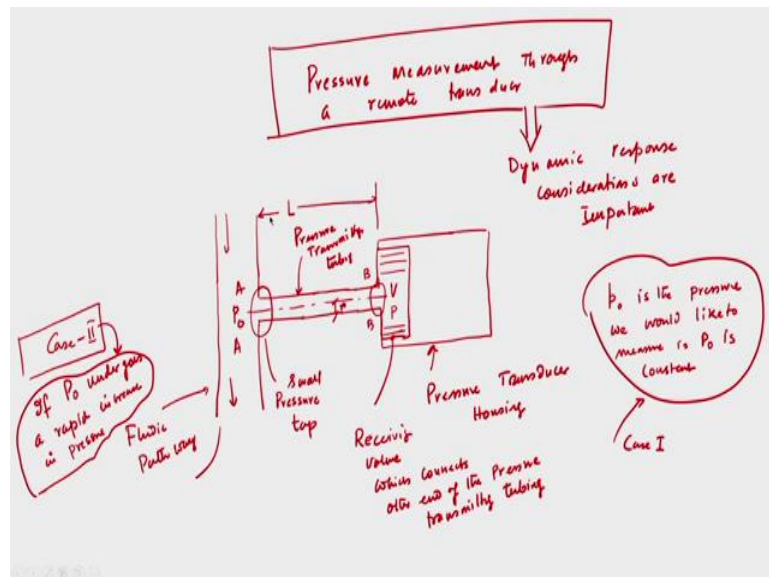 Pressure Measurement Through
a remote transducer
Dynamic response
considerations are
Important
L
Pressure
Transmitting
tubing
A
P₀
A
B
B
V
P
r
Case-II
If P₀ undergoes
a rapid increase
in pressure
Fluidic
Pathway
Small
Pressure
tap
Receiving
Volume
which connects
other end of the Pressure
transmitting tubing
Pressure Transducer
Housing
P₀ is the pressure
we would like to
measure is P₀ is
constant
Case I